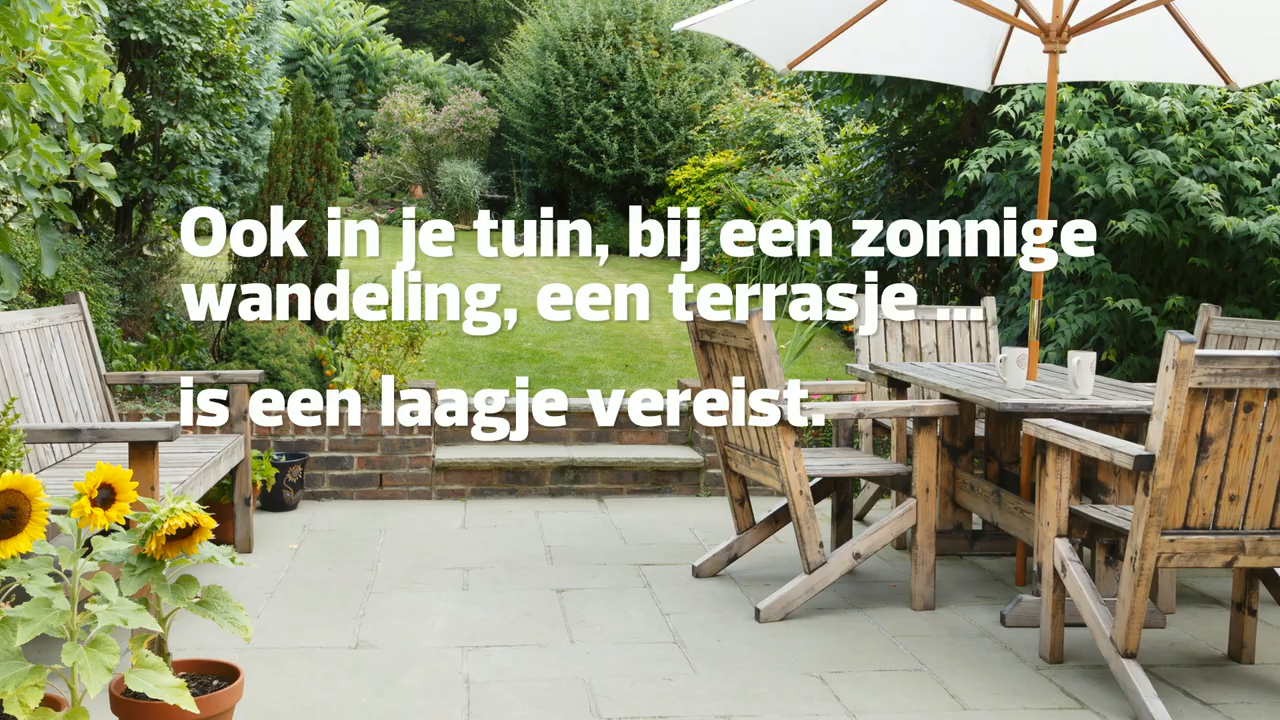 Ook in je tuin, bij een zonnige
wandeling, een terrasje ...
is een laagje vereist.